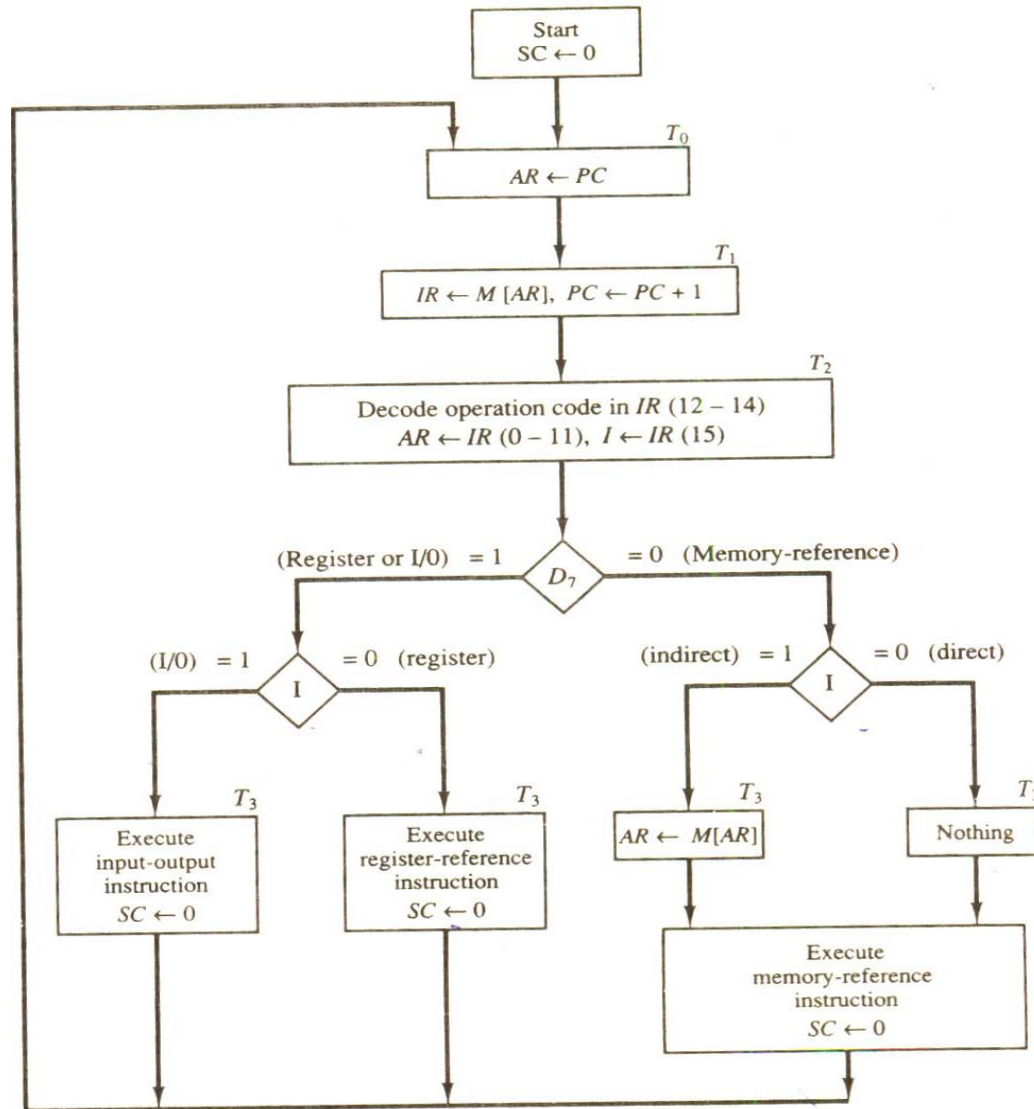 Start
SC ← 0
T₀
AR ← PC
T₁
IR ← M [AR], PC ← PC + 1
T₂
Decode operation code in IR (12 – 14)
AR ← IR (0 – 11), I ← IR (15)
(Register or I/0) = 1
= 0 (Memory-reference)
D₇
(I/0) = 1
= 0 (register)
(indirect) = 1
= 0 (direct)
I
I
T₃
T₃
T₃
Execute
input-output
instruction
SC ← 0
Execute
register-reference
instruction
SC ← 0
AR ← M[AR]
Nothing
Execute
memory-reference
instruction
SC ← 0